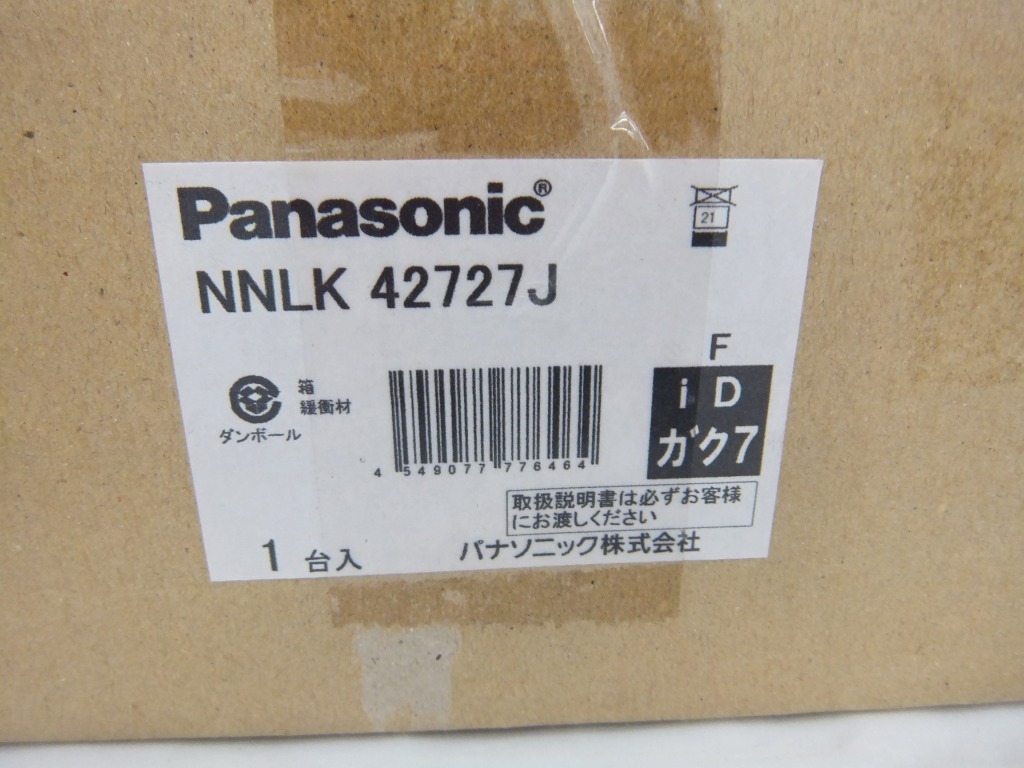 Panasonic®
21
NNLK 42727J
F
箱
緩衝材
ダンボール
i D
ガク7
4 549077 776464
取扱説明書は必ずお客様
にお渡しください
1 台入
パナソニック株式会社